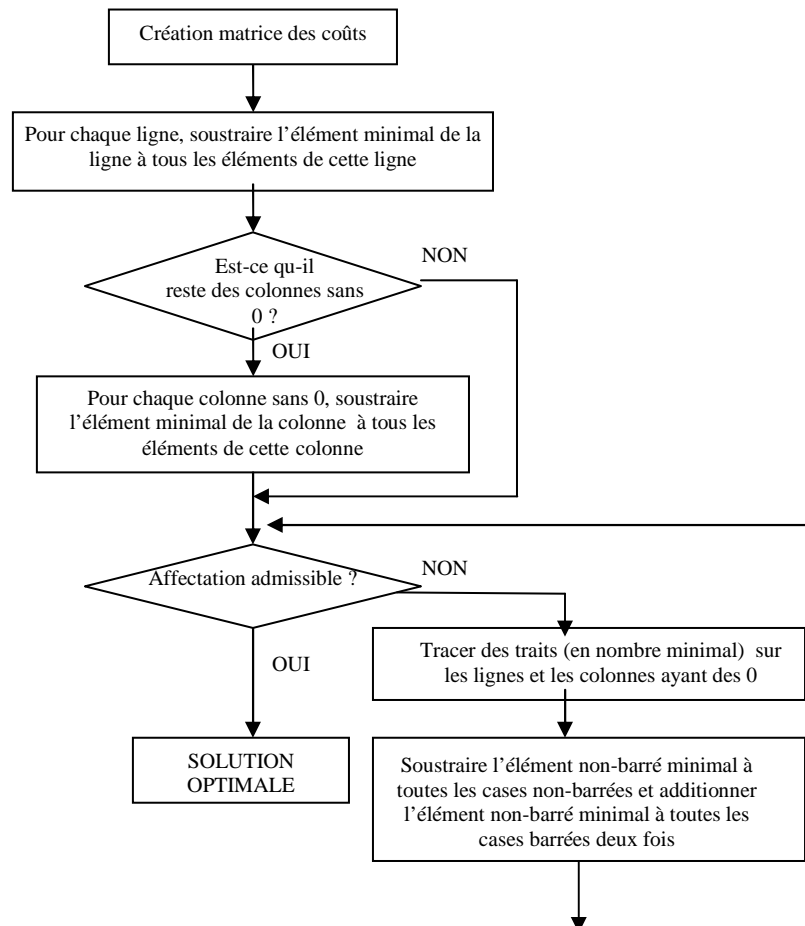 Création matrice des coûts
Pour chaque ligne, soustraire l’élément minimal de la
ligne à tous les éléments de cette ligne
NON
Est-ce qu-il
reste des colonnes sans
0 ?
OUI
Pour chaque colonne sans 0, soustraire
l’élément minimal de la colonne à tous les
éléments de cette colonne
Affectation admissible ?
NON
Tracer des traits (en nombre minimal) sur
les lignes et les colonnes ayant des 0
OUI
SOLUTION
OPTIMALE
Soustraire l’élément non-barré minimal à
toutes les cases non-barrées et additionner
l’élément non-barré minimal à toutes les
cases barrées deux fois